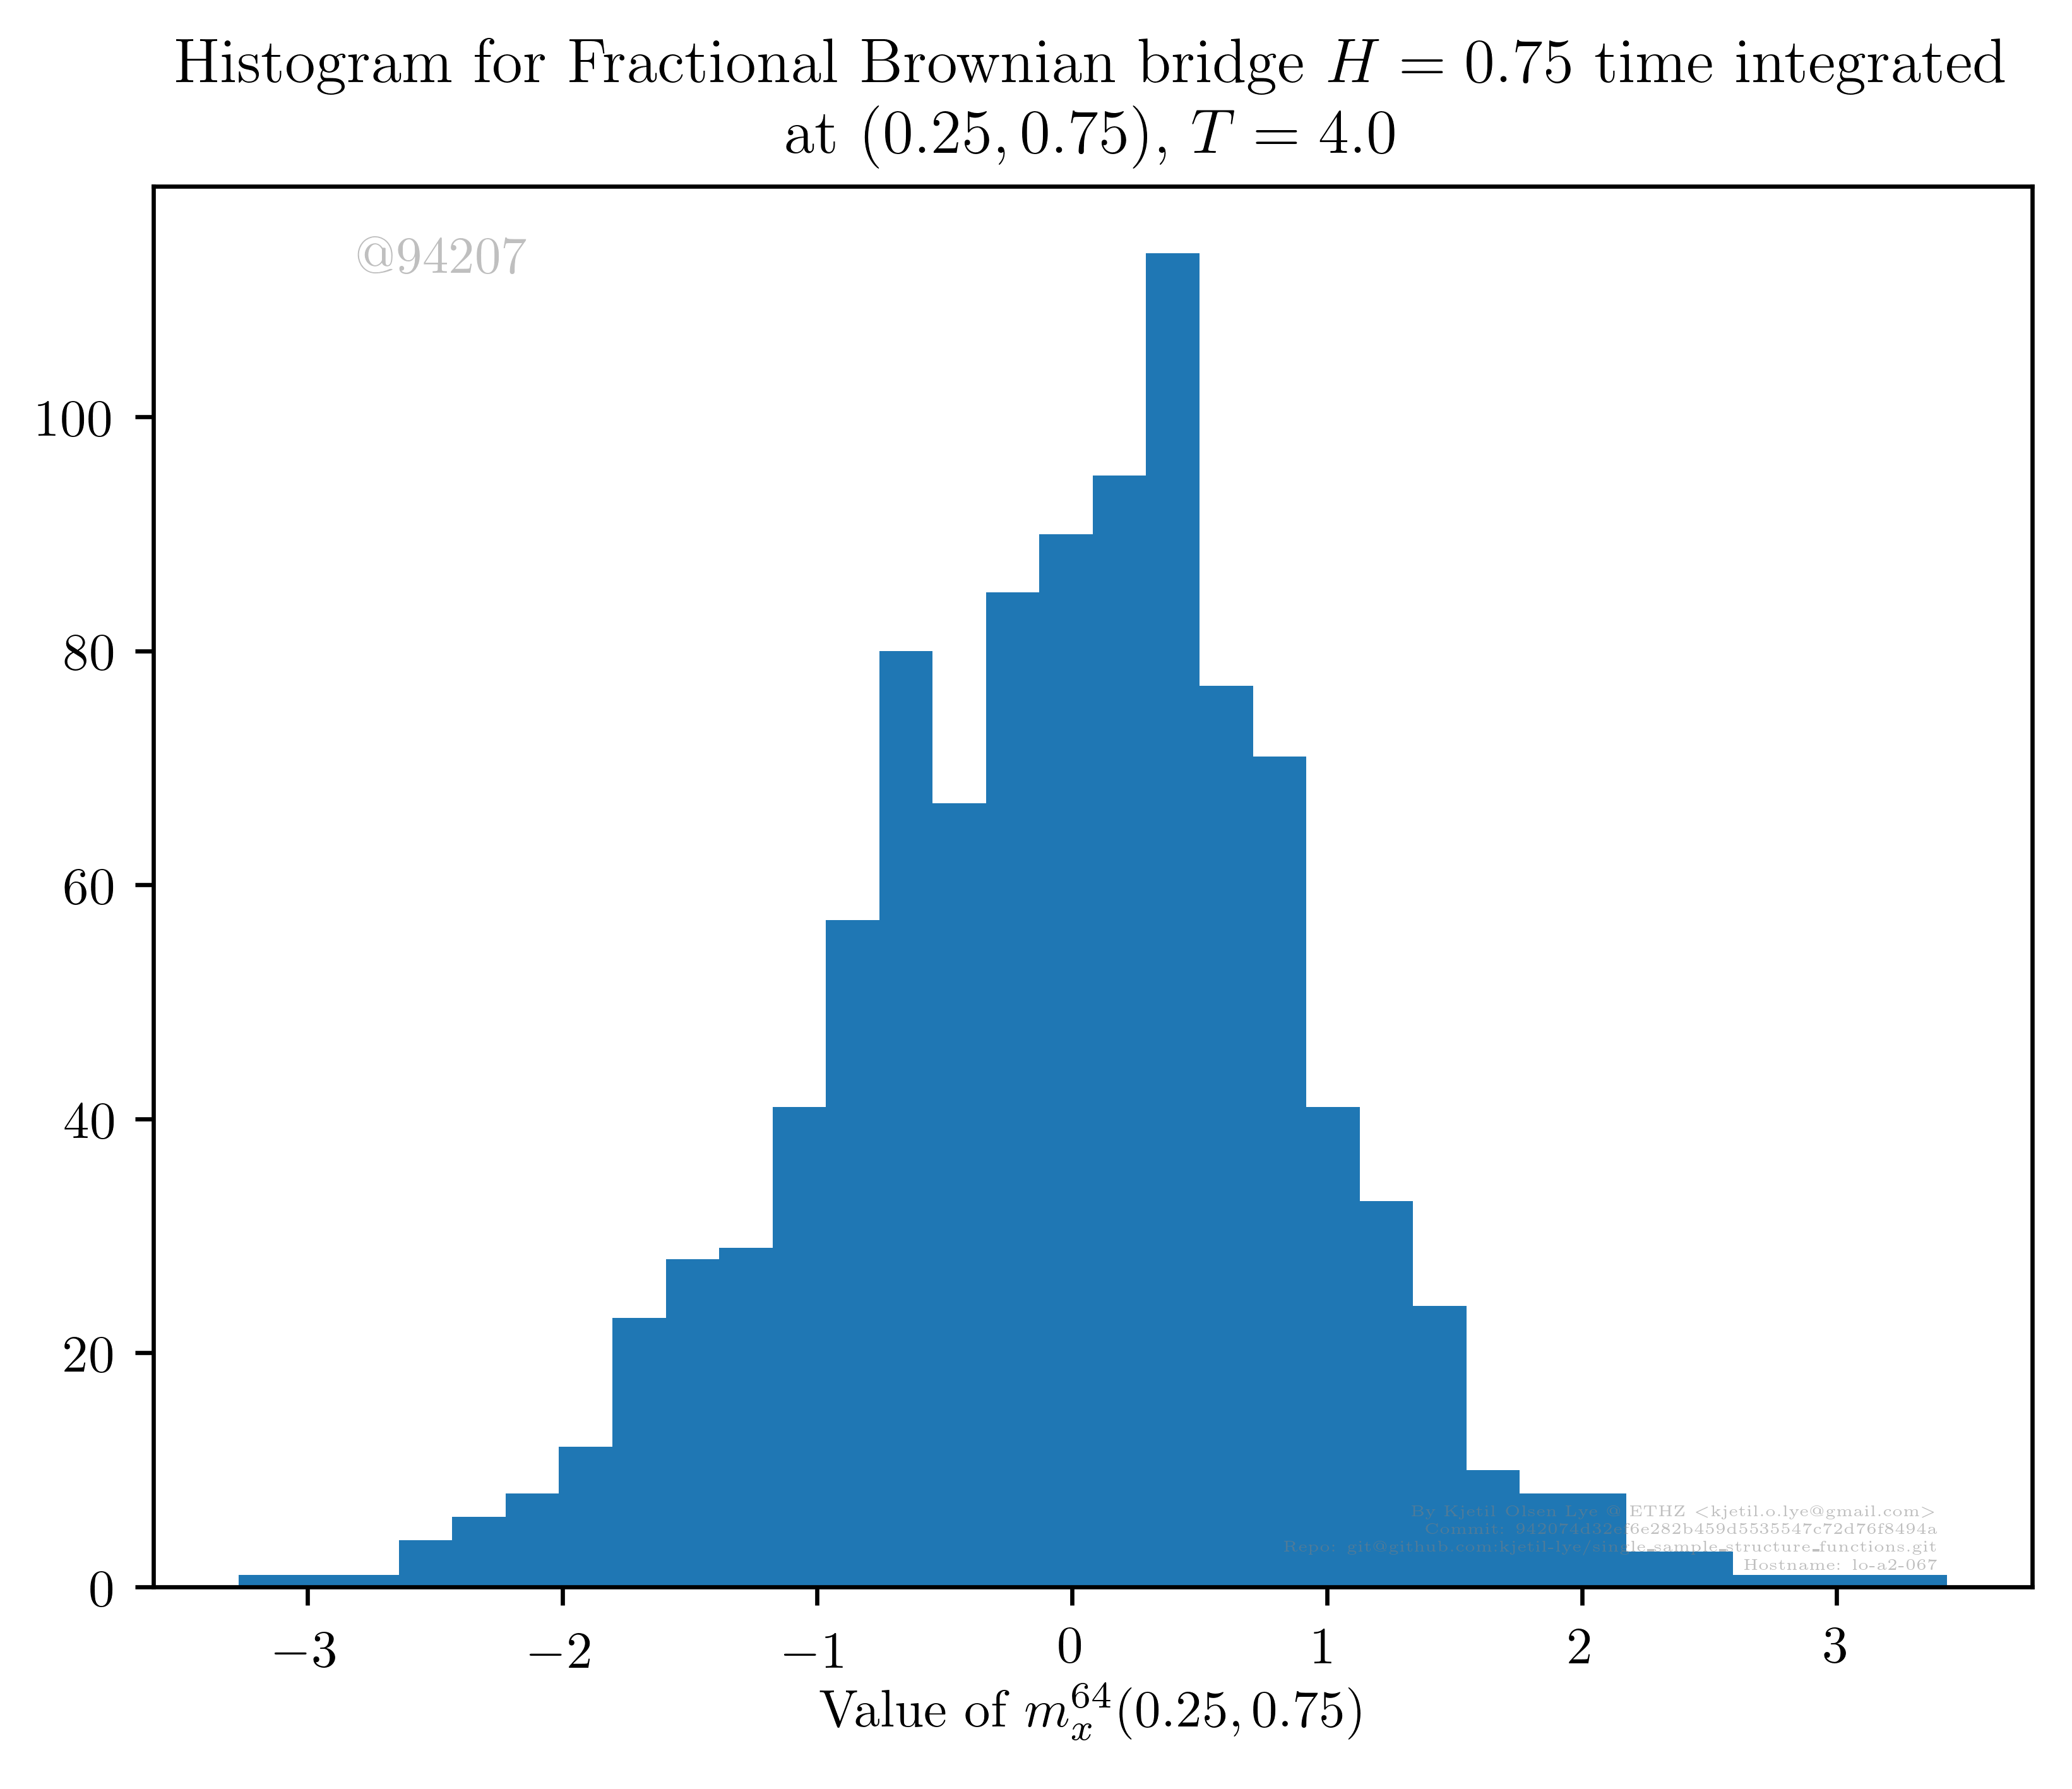 Histogram for Fractional Brownian bridge H = 0.75 time integrated
at (0.25, 0.75), T = 4.0
@94207
100
80
60
40
20
0
By Kjetil Olsen Lye @ ETHZ <kjetil.o.lye@gmail.com>
Commit: 942074d32ef6e282b459d5535547c72d76f8494a
Repo: git@github.com:kjetil-lye/single_sample_structure_functions.git
Hostname: lo-a2-067
−3 −2 −1 0 1 2 3
Value of m_x^{64}(0.25, 0.75)